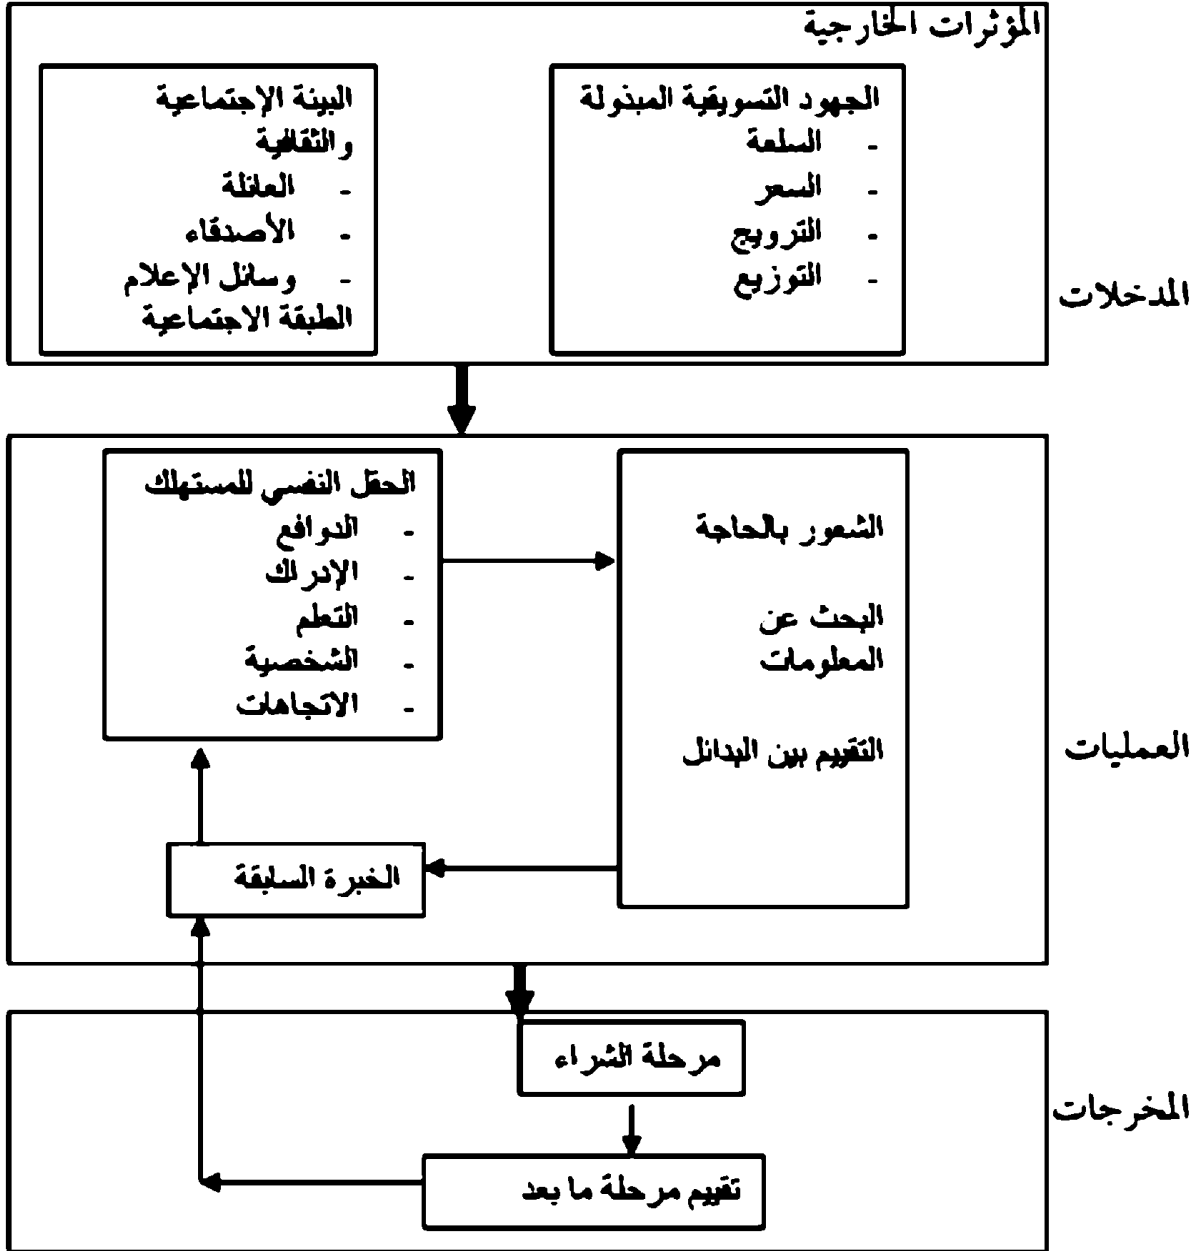 المؤثرات الخارجية
الجهود التسويقية المبذولة
- السلعة
- السعر
- الترويج
- التوزيع
البيئة الإجتماعية
والثقافية
- العائلة
- الأصدقاء
- وسائل الإعلام
الطبقة الاجتماعية
المدخلات
الشعور بالحاجة
البحث عن
المعلومات
التقييم بين البدائل
الحقل النفسي للمستهلك
- الدوافع
- الإدراك
- التعلم
- الشخصية
- الاتجاهات
العمليات
الخبرة السابقة
مرحلة الشراء
المخرجات
تقييم مرحلة ما بعد